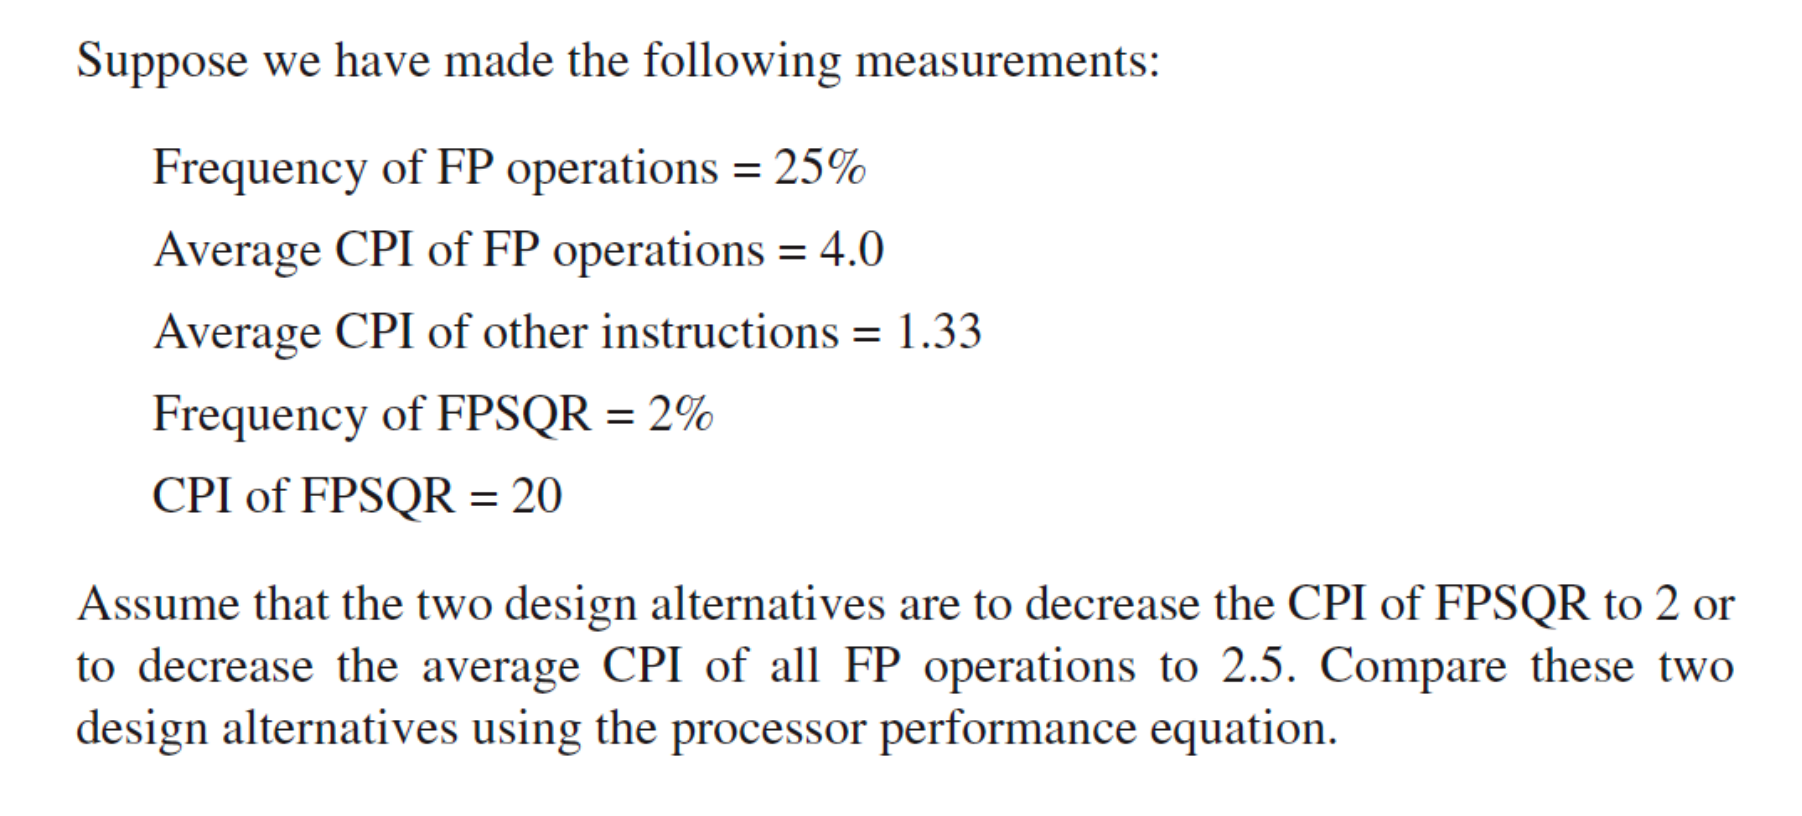 Suppose we have made the following measurements:
Frequency of FP operations = 25%
Average CPI of FP operations = 4.0
Average CPI of other instructions = 1.33
Frequency of FPSQR = 2%
CPI of FPSQR = 20
Assume that the two design alternatives are to decrease the CPI of FPSQR to 2 or
to decrease the average CPI of all FP operations to 2.5. Compare these two
design alternatives using the processor performance equation.